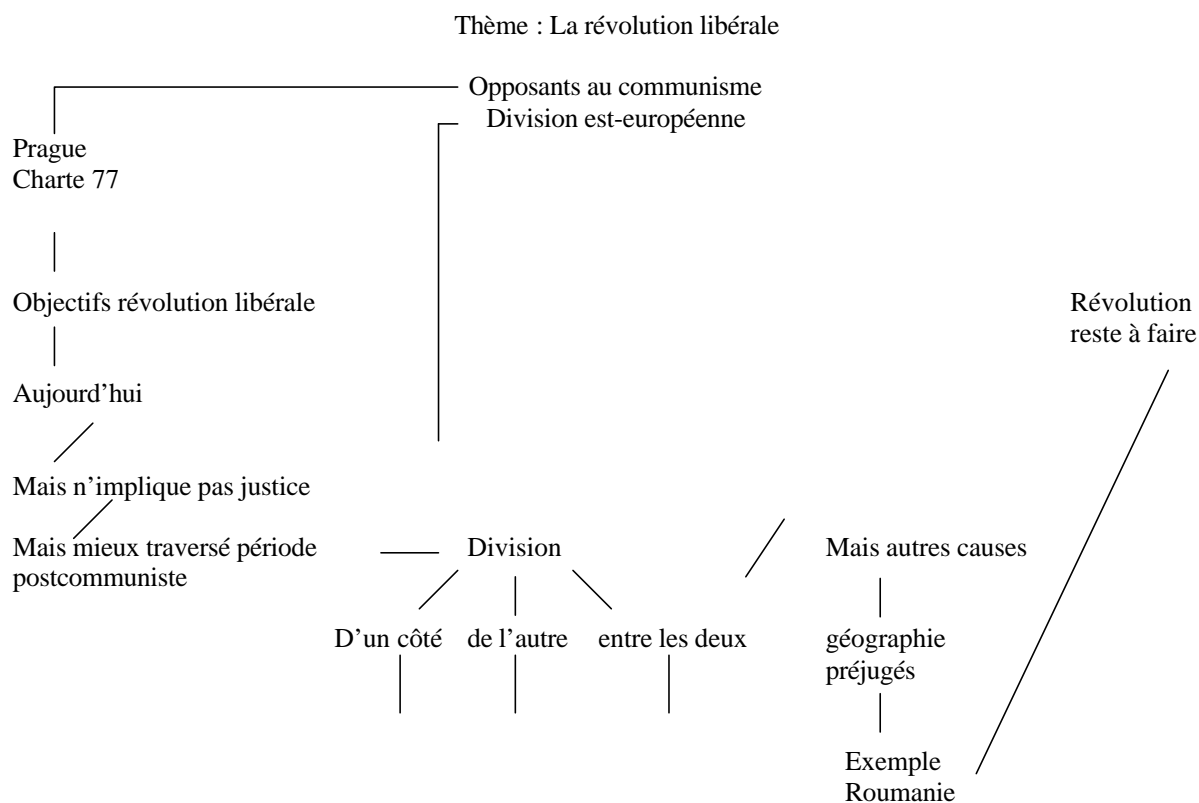 Thème : La révolution libérale
Opposants au communisme
Division est-européenne
Prague
Charte 77
Objectifs révolution libérale
Révolution
reste à faire
Aujourd’hui
Mais n’implique pas justice
Mais mieux traversé période
postcommuniste
Division
Mais autres causes
D’un côté
de l’autre
entre les deux
géographie
préjugés
Exemple
Roumanie